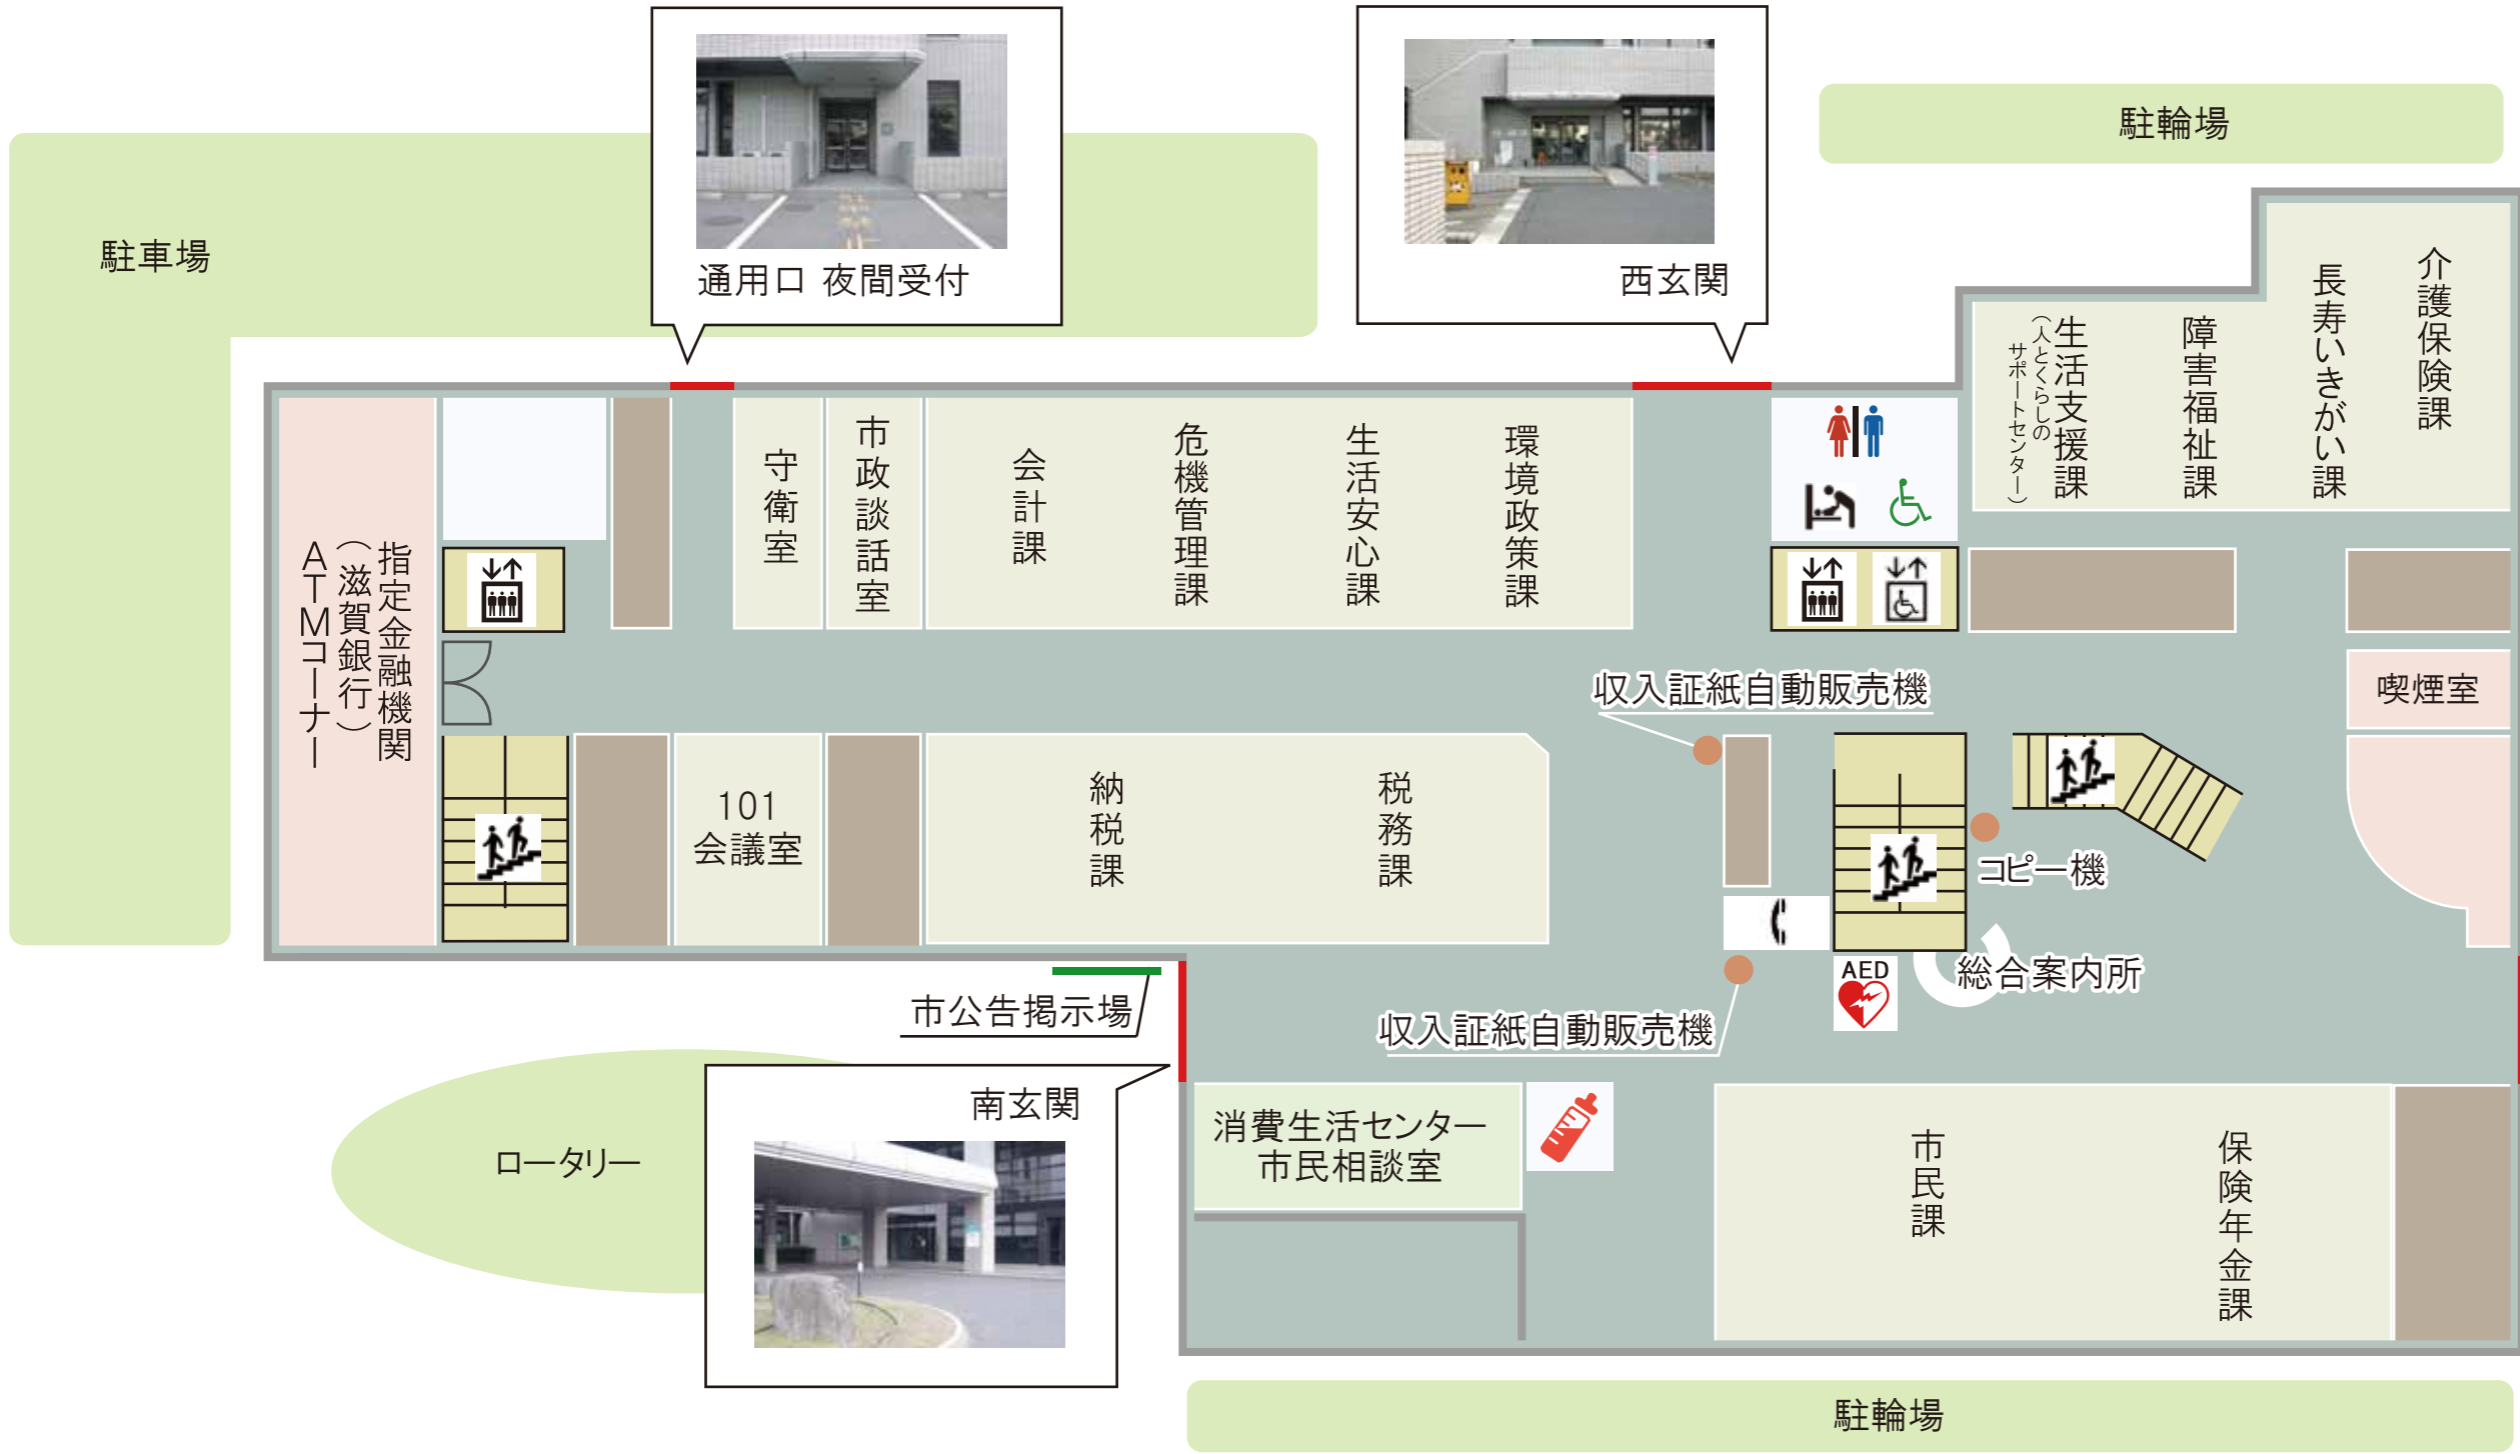 駐車場
通用口 夜間受付
西玄関
駐輪場
指定金融機関
(滋賀銀行)
ATMコーナー
守衛室
市政談話室
会計課
危機管理課
生活安心課
環境政策課
生活支援課
(人とくらしの
サポートセンター)
障害福祉課
長寿いきがい課
介護保険課
収入証紙自動販売機
喫煙室
101
会議室
納税課
税務課
コピー機
総合案内所
AED
市公告掲示場
収入証紙自動販売機
ロータリー
南玄関
消費生活センター
市民相談室
市民課
保険年金課
駐輪場